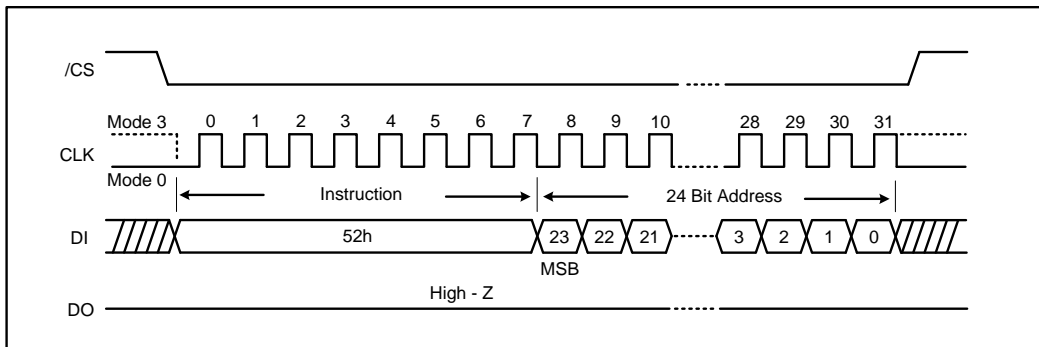 /CS
Mode 3 0 1 2 3 4 5 6 7 8 9 10 28 29 30 31
CLK
Mode 0
Instruction 24 Bit Address
DI 52h 23 22 21 3 2 1 0
MSB
High - Z
DO